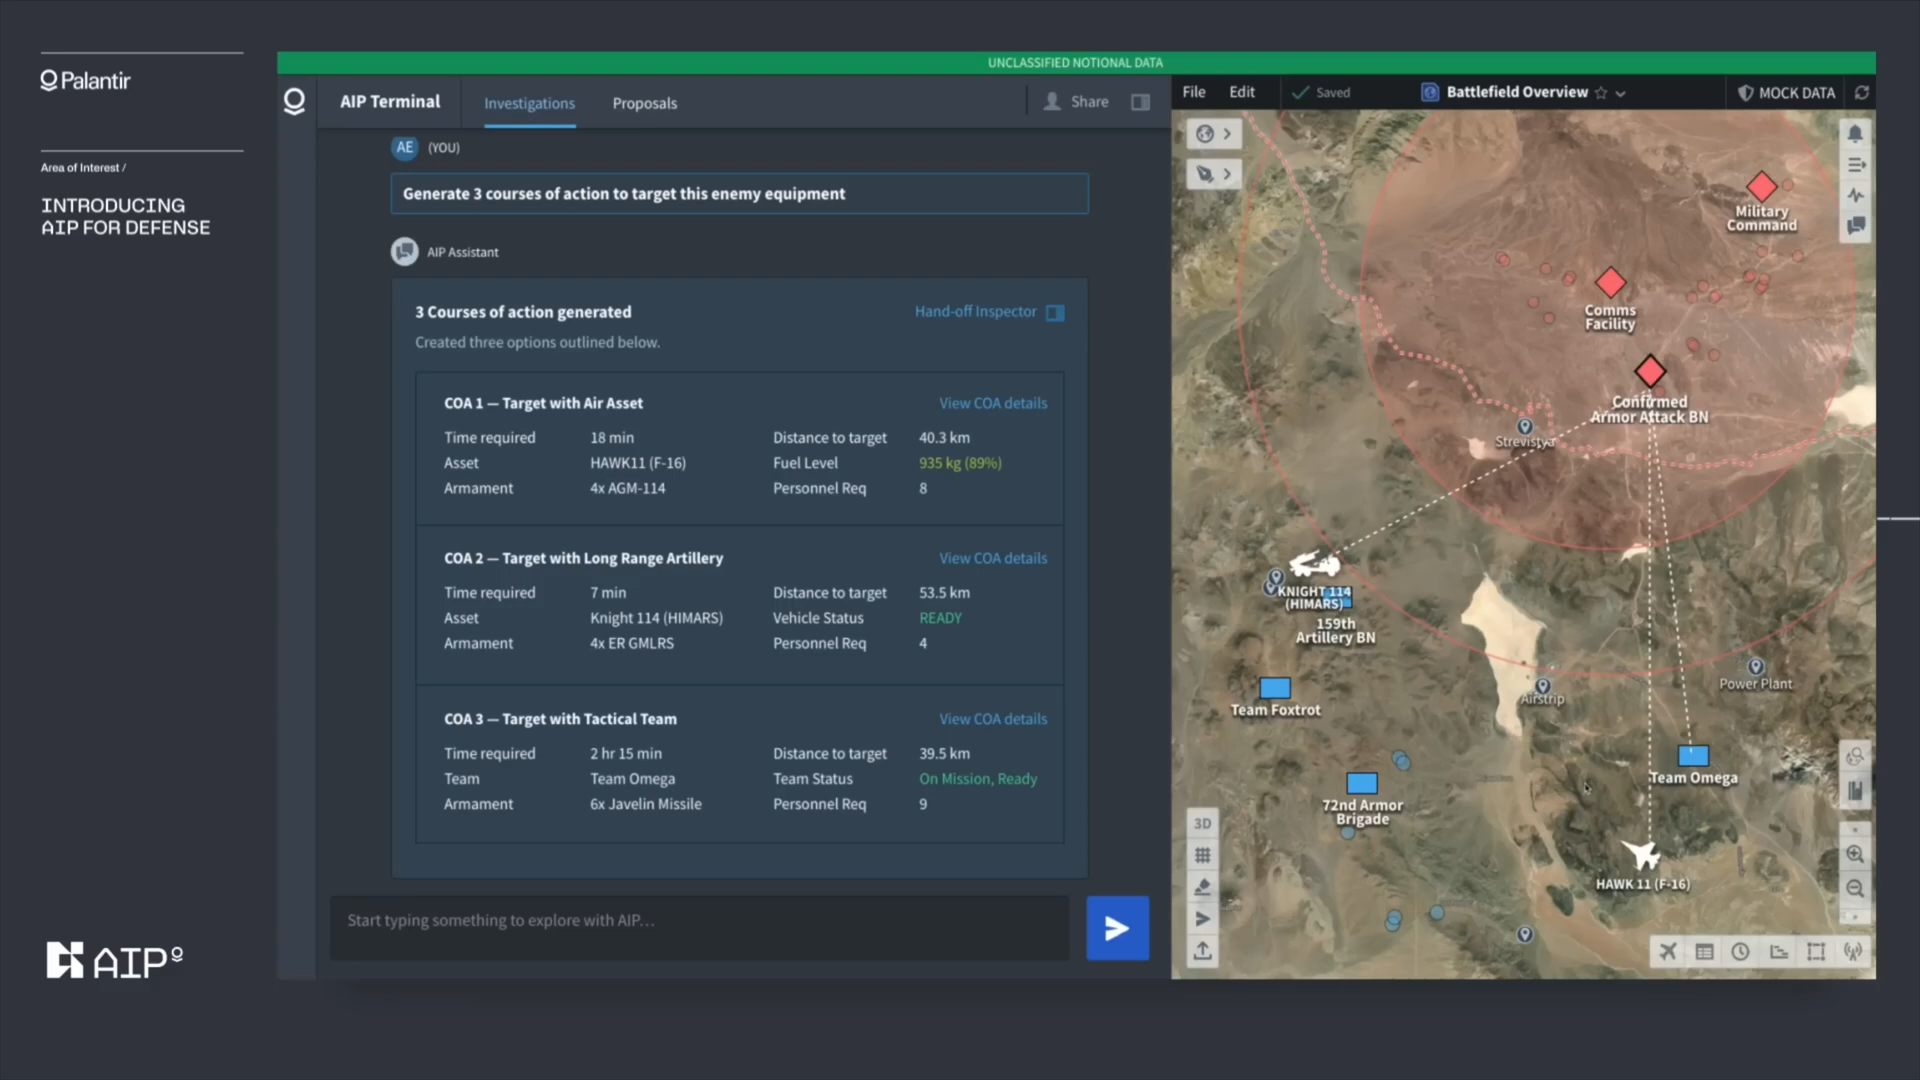 Palantir
Area of Interest /
INTRODUCING
AIP FOR DEFENSE
AIP
UNCLASSIFIED NOTIONAL DATA
AIP Terminal
Investigations
Proposals
Share
AE (YOU)
Generate 3 courses of action to target this enemy equipment
AIP Assistant
3 Courses of action generated
Hand-off Inspector
Created three options outlined below.
COA 1 — Target with Air Asset
View COA details
Time required 18 min Distance to target 40.3 km
Asset HAWK11 (F-16) Fuel Level 935 kg (89%)
Armament 4x AGM-114 Personnel Req 8
COA 2 — Target with Long Range Artillery
View COA details
Time required 7 min Distance to target 53.5 km
Asset Knight 114 (HIMARS) Vehicle Status READY
Armament 4x ER GMLRS Personnel Req 4
COA 3 — Target with Tactical Team
View COA details
Time required 2 hr 15 min Distance to target 39.5 km
Team Team Omega Team Status On Mission, Ready
Armament 6x Javelin Missile Personnel Req 9
Start typing something to explore with AIP...
File Edit Saved Battlefield Overview MOCK DATA
Military
Command
Comms
Facility
Confirmed
Armor Attack BN
Strevistya
KNIGHT 114
(HIMARS)
159th
Artillery BN
Team Foxtrot
Airstrip
Power Plant
Team Omega
72nd Armor
Brigade
HAWK 11 (F-16)
3D